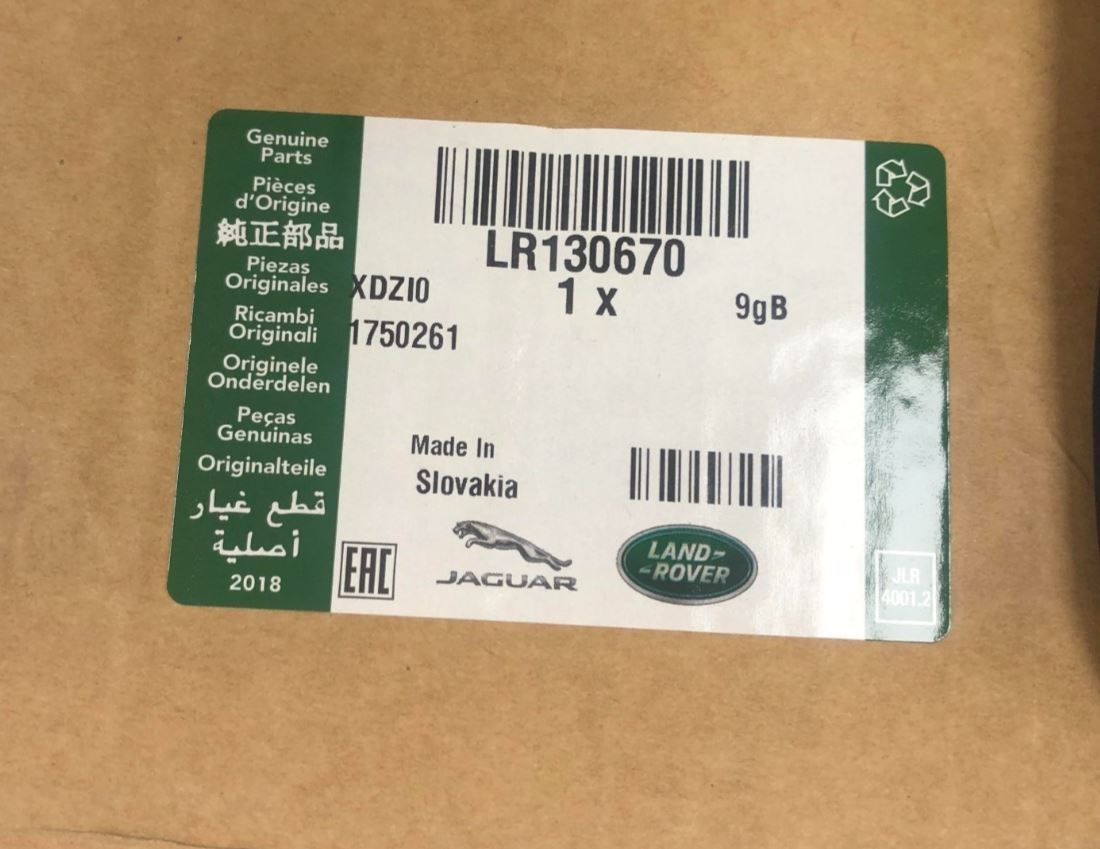 Genuine
Parts
Pièces
d'Origine
純正部品
Piezas
Originales
Ricambi
Originali
Originele
Onderdelen
Peças
Genuinas
Originalteile
قطع غيار
أصلية
2018
LR130670
XDZI0
1 x
9gB
1750261
Made In
Slovakia
EAC
JAGUAR
LAND-
-ROVER
JLR
4001.2